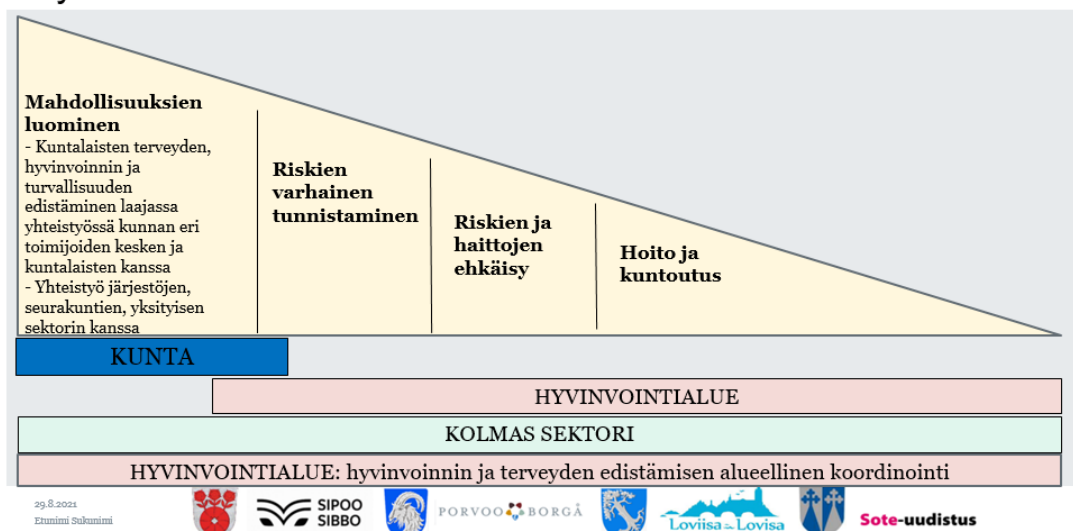 Mahdollisuuksien
luominen
- Kuntalaisten terveyden,
hyvinvoinnin ja
turvallisuuden
edistäminen laajassa
yhteistyössä kunnan eri
toimijoiden kesken ja
kuntalaisten kanssa
- Yhteistyö järjestöjen,
seurakuntien, yksityisen
sektorin kanssa
Riskien
varhainen
tunnistaminen
Riskien ja
haittojen
ehkäisy
Hoito ja
kuntoutus
KUNTA
HYVINVOINTIALUE
KOLMAS SEKTORI
HYVINVOINTIALUE: hyvinvoinnin ja terveyden edistämisen alueellinen koordinointi
29.8.2021
Etunimi Sukunimi
SIPOO
SIBBO
PORVOO BORGÅ
Loviisa Lovisa
Sote-uudistus